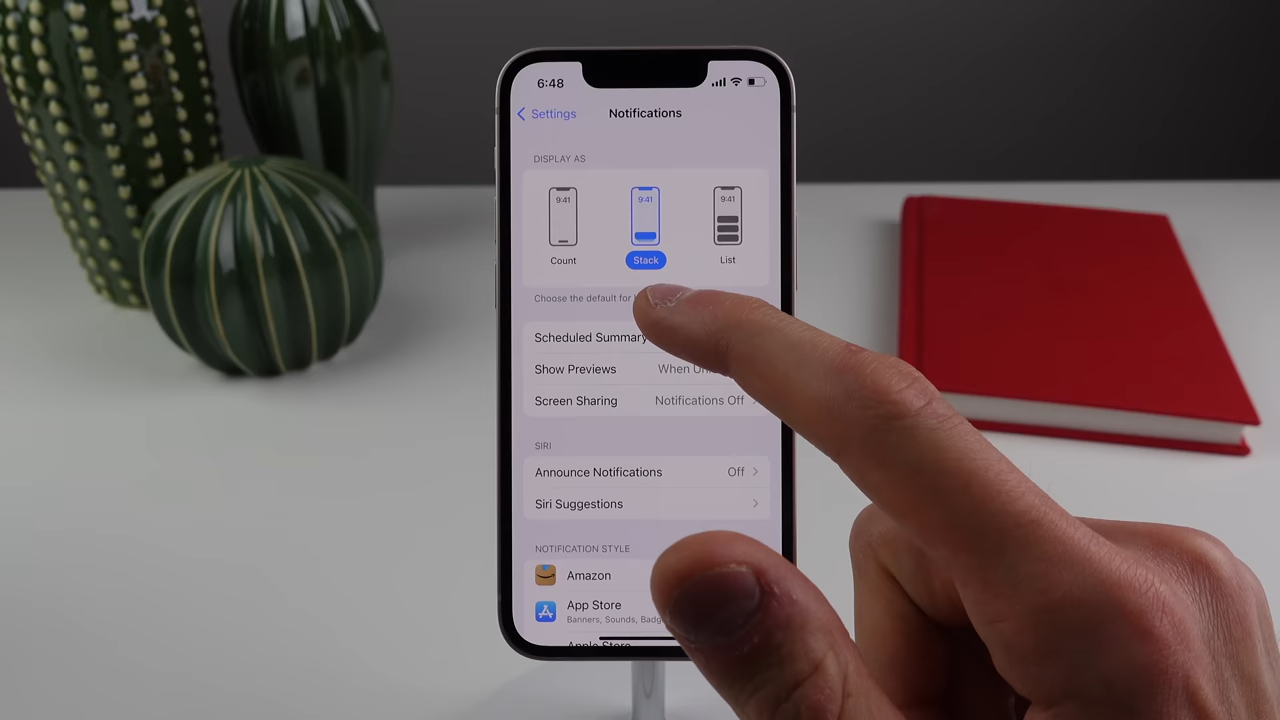 6:48
Settings
Notifications
DISPLAY AS
9:41
9:41
9:41
Count
Stack
List
Choose the default for
Scheduled Summary
Show Previews
When
Screen Sharing
Notifications Off
SIRI
Announce Notifications
Off
Siri Suggestions
NOTIFICATION STYLE
Amazon
App Store
Banners, Sounds,
Apple Store